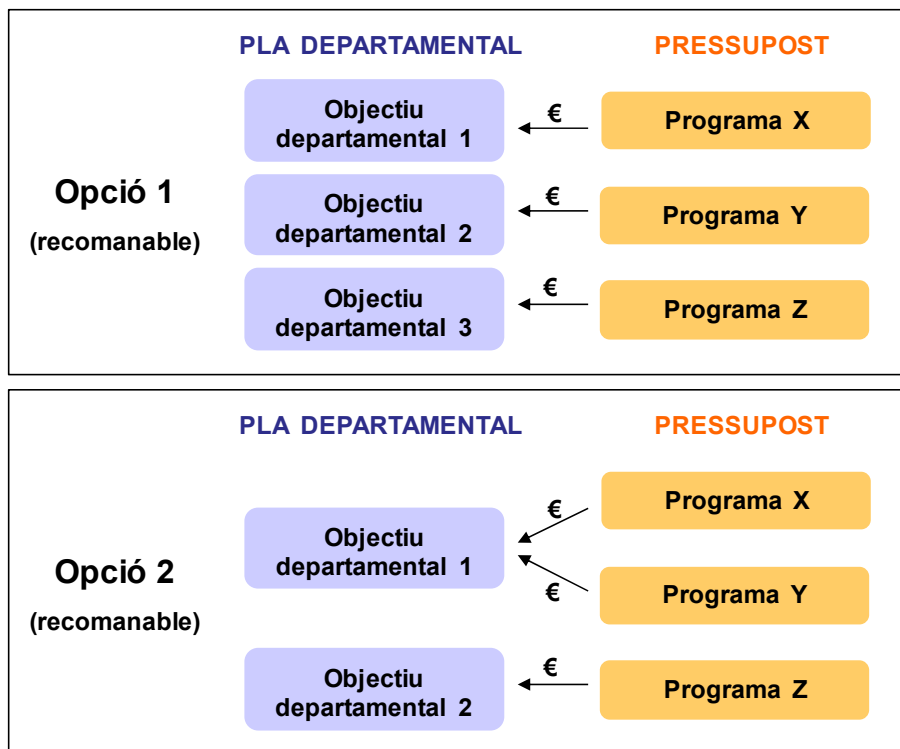 PLA DEPARTAMENTAL
PRESSUPOST
Opció 1
(recomanable)
Objectiu
departamental 1
€
Programa X
Objectiu
departamental 2
€
Programa Y
Objectiu
departamental 3
€
Programa Z
PLA DEPARTAMENTAL
PRESSUPOST
Opció 2
(recomanable)
Objectiu
departamental 1
€
Programa X
€
Programa Y
Objectiu
departamental 2
€
Programa Z